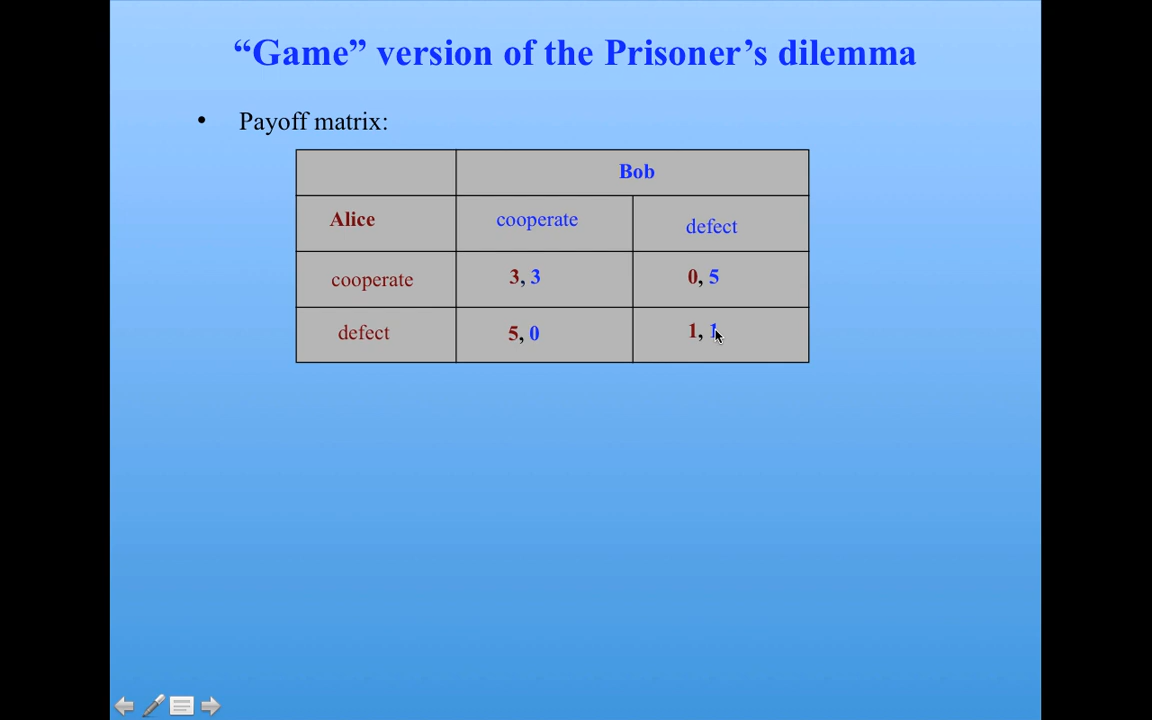 “Game” version of the Prisoner’s dilemma
• Payoff matrix:
Bob
Alice cooperate defect
cooperate 3, 3 0, 5
defect 5, 0 1, 1